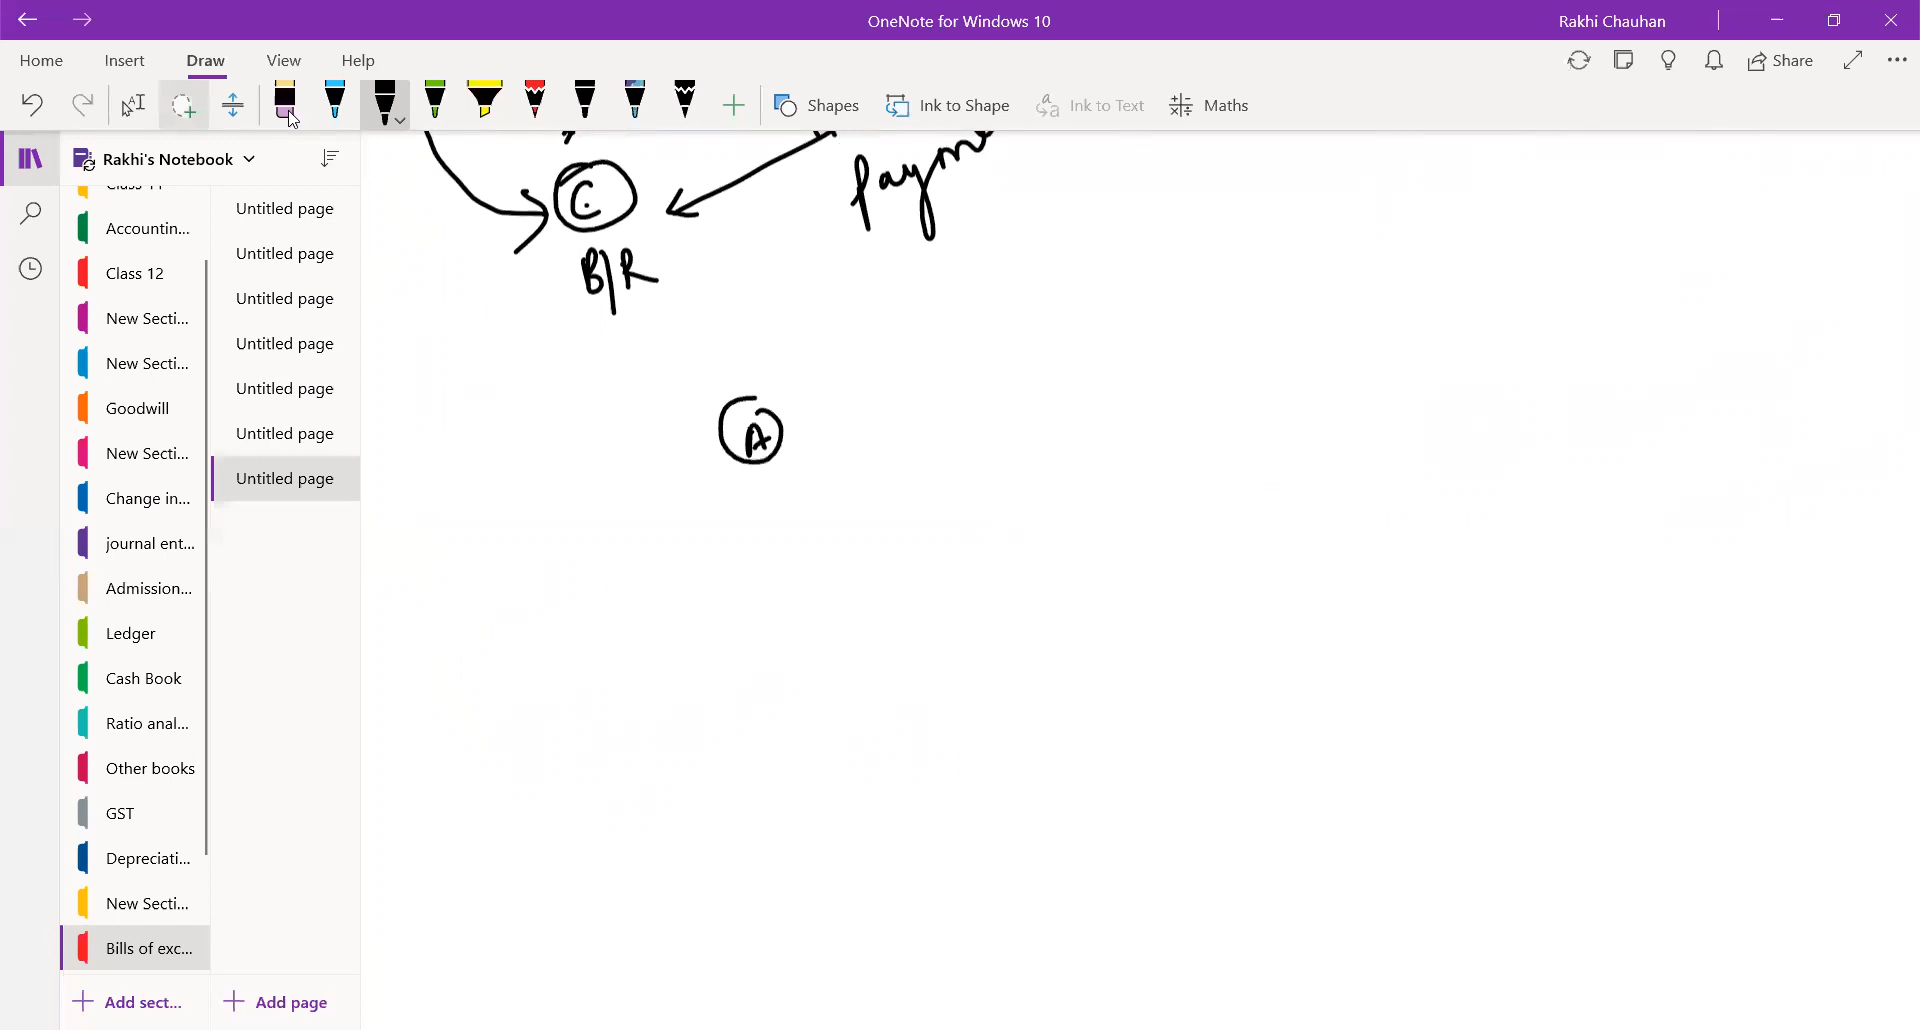 OneNote for Windows 10
Rakhi Chauhan
Home Insert Draw View Help
Share
Shapes
Ink to Shape
Ink to Text
Maths
Rakhi's Notebook
Accountin...
Class 12
New Secti...
New Secti...
Goodwill
New Secti...
Change in...
journal ent...
Admission...
Ledger
Cash Book
Ratio anal...
Other books
GST
Depreciati...
New Secti...
Bills of exc...
Add sect...
Untitled page
Untitled page
Untitled page
Untitled page
Untitled page
Untitled page
Untitled page
Add page
C
B/R
A